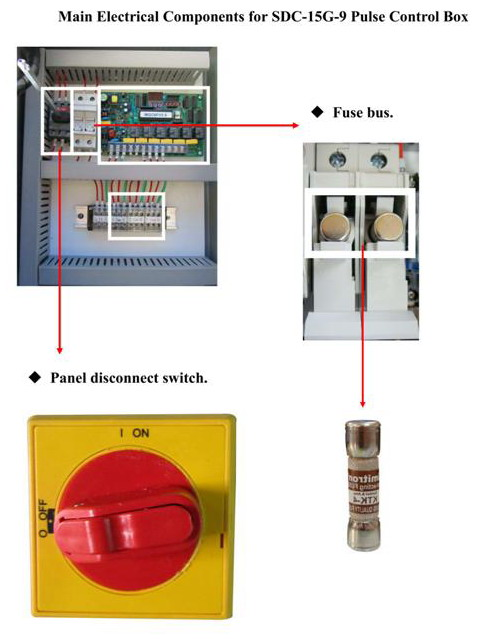 Main Electrical Components for SDC-15G-9 Pulse Control Box
◆ Fuse bus.
◆ Panel disconnect switch.
I ON
O OFF
KTK-4